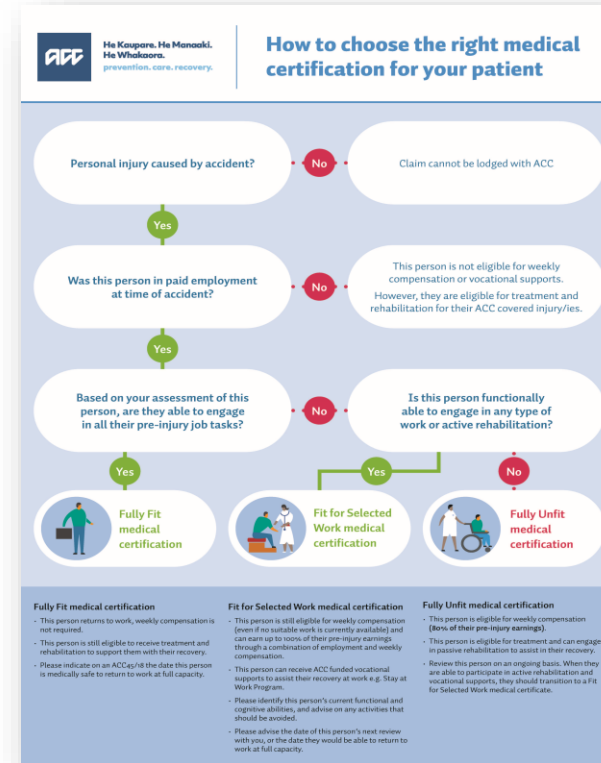 ACC
He Kaupare. He Manaaki.
He Whakaora.
prevention. care. recovery.
How to choose the right medical
certification for your patient
Personal injury caused by accident?
No
Claim cannot be lodged with ACC
Yes
Was this person in paid employment
at time of accident?
No
This person is not eligible for weekly
compensation or vocational supports.
However, they are eligible for treatment and
rehabilitation for their ACC covered injury/ies.
Yes
Based on your assessment of this
person, are they able to engage
in all their pre-injury job tasks?
No
Is this person functionally
able to engage in any type of
work or active rehabilitation?
Yes
Yes
No
Fully Fit
medical
certification
Fit for Selected
Work medical
certification
Fully Unfit
medical
certification
Fully Fit medical certification
- This person returns to work, weekly compensation is
not required.
- This person is still eligible to receive treatment and
rehabilitation to support them with their recovery.
- Please indicate on an ACC45/18 the date this person
is medically safe to return to work at full capacity.
Fit for Selected Work medical certification
- This person is still eligible for weekly compensation
(even if no suitable work is currently available) and
can earn up to 100% of their pre-injury earnings
through a combination of employment and weekly
compensation.
- This person can receive ACC funded vocational
supports to assist their recovery at work e.g. Stay at
Work Program.
- Please identify this person's current functional and
cognitive abilities, and advise on any activities that
should be avoided.
- Please advise the date of this person's next review
with you, or the date they would be able to return to
work at full capacity.
Fully Unfit medical certification
- This person is eligible for weekly compensation
(80% of their pre-injury earnings).
- This person is eligible for treatment and can engage
in passive rehabilitation to assist in their recovery.
- Review this person on an ongoing basis. When they
are able to participate in active rehabilitation and
vocational supports, they should transition to a Fit
for Selected Work medical certificate.